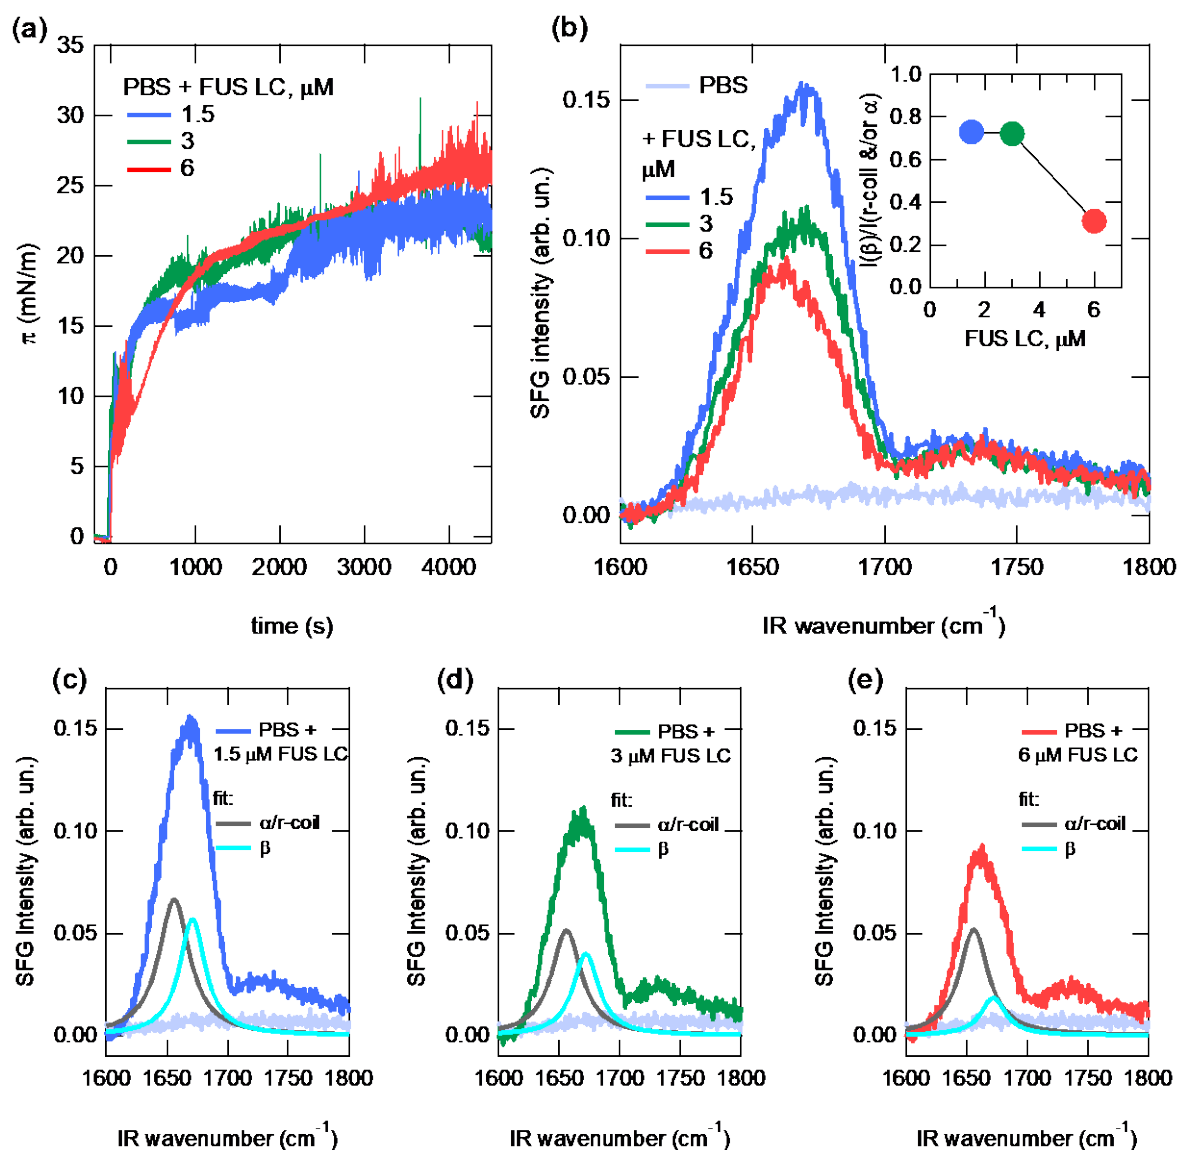 (a)
35
30
25
20
15
10
5
0
π (mN/m)
PBS + FUS LC, μM
1.5
3
6
0
1000
2000
3000
4000
time (s)
(b)
0.15
0.10
0.05
0.00
SFG intensity (arb. un.)
PBS
+ FUS LC,
μM
1.5
3
6
1600
1650
1700
1750
1800
IR wavenumber (cm⁻¹)
1.0
0.8
0.6
0.4
0.2
0.0
I(β)/I(r-coll &/or α)
0
2
4
6
FUS LC, μM
(c)
0.15
0.10
0.05
0.00
SFG Intensity (arb. un.)
PBS +
1.5 μM FUS LC
fit:
α/r-coil
β
1600
1650
1700
1750
1800
IR wavenumber (cm⁻¹)
(d)
0.15
0.10
0.05
0.00
SFG Intensity (arb. un.)
PBS +
3 μM FUS LC
fit:
α/r-coil
β
1600
1650
1700
1750
1800
IR wavenumber (cm⁻¹)
(e)
0.15
0.10
0.05
0.00
SFG Intensity (arb. un.)
PBS +
6 μM FUS LC
fit:
α/r-coil
β
1600
1650
1700
1750
1800
IR wavenumber (cm⁻¹)